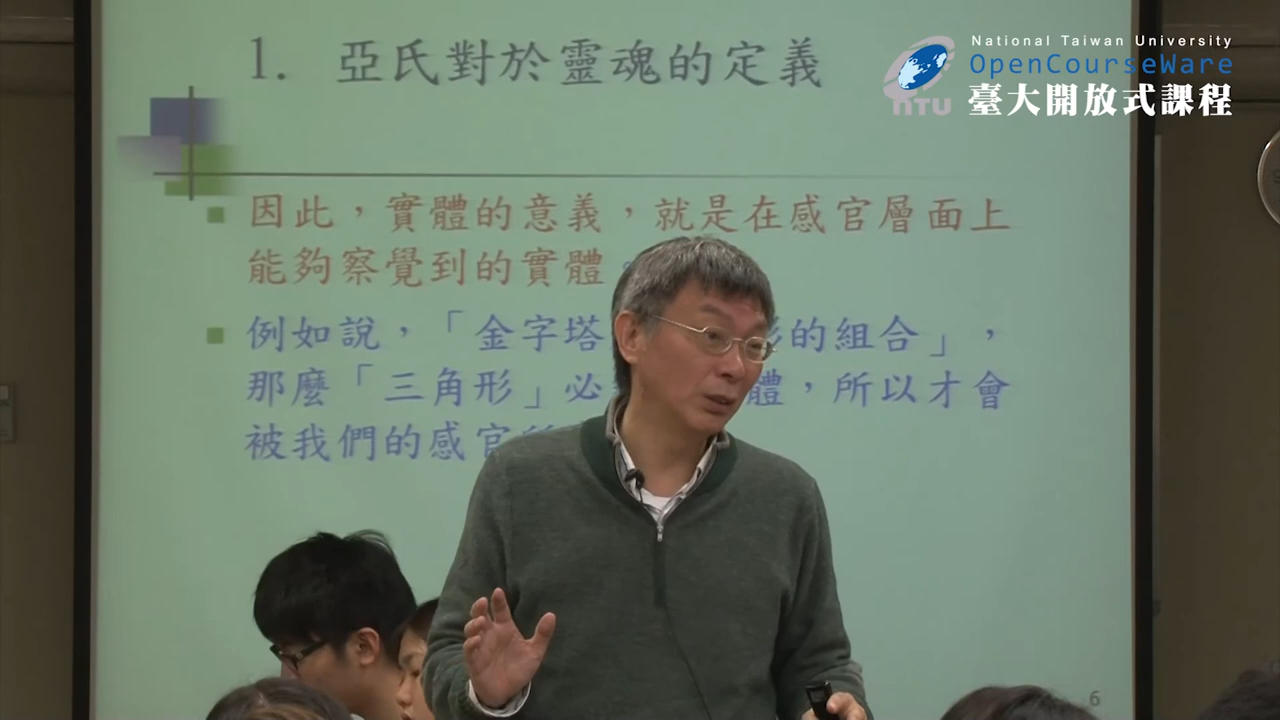 1. 亞氏對於靈魂的定義
National Taiwan University
OpenCourseWare
NTU 臺大開放式課程
因此，實體的意義，就是在感官層面上
能夠察覺到的實體。
例如說，「金字塔 的組合」，
那麼「三角形」必 體，所以才會
被我們的感官
6